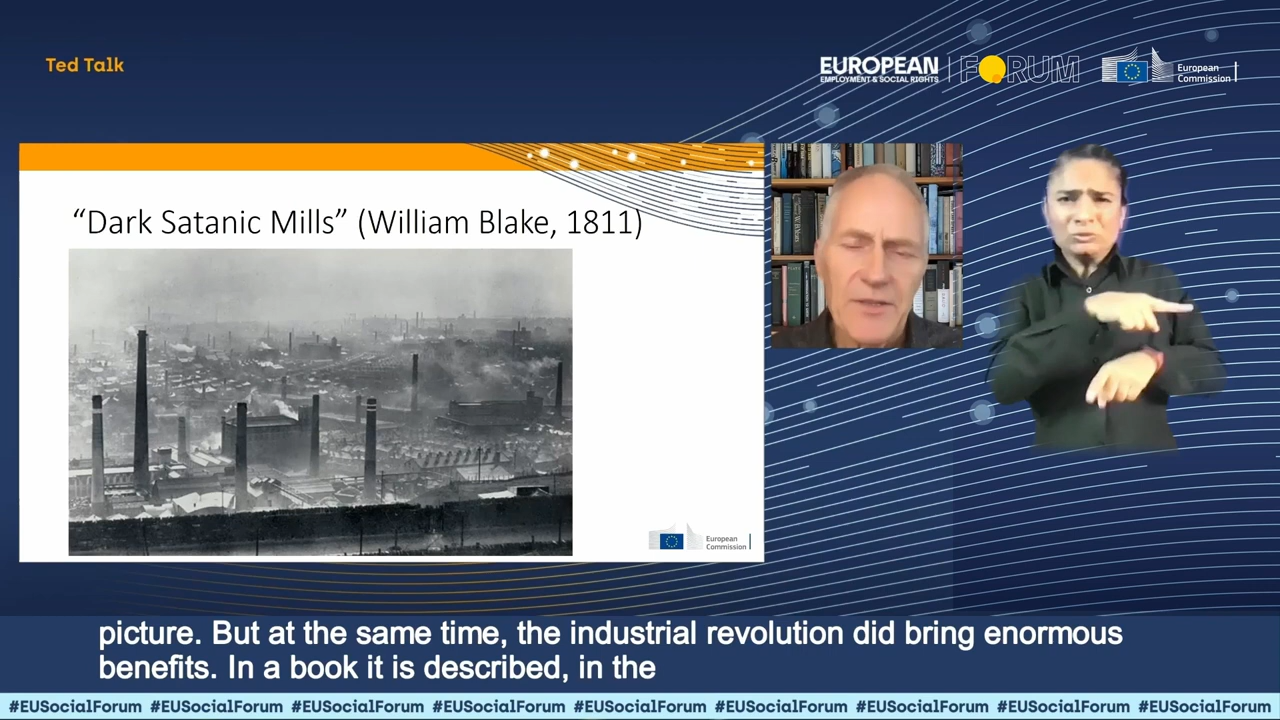 Ted Talk
EUROPEAN
EMPLOYMENT & SOCIAL RIGHTS
FORUM
European
Commission
“Dark Satanic Mills” (William Blake, 1811)
European
Commission
picture. But at the same time, the industrial revolution did bring enormous
benefits. In a book it is described, in the
#EUSocialForum #EUSocialForum #EUSocialForum #EUSocialForum #EUSocialForum #EUSocialForum #EUSocialForum #EUSocialForum #EUSocialForum